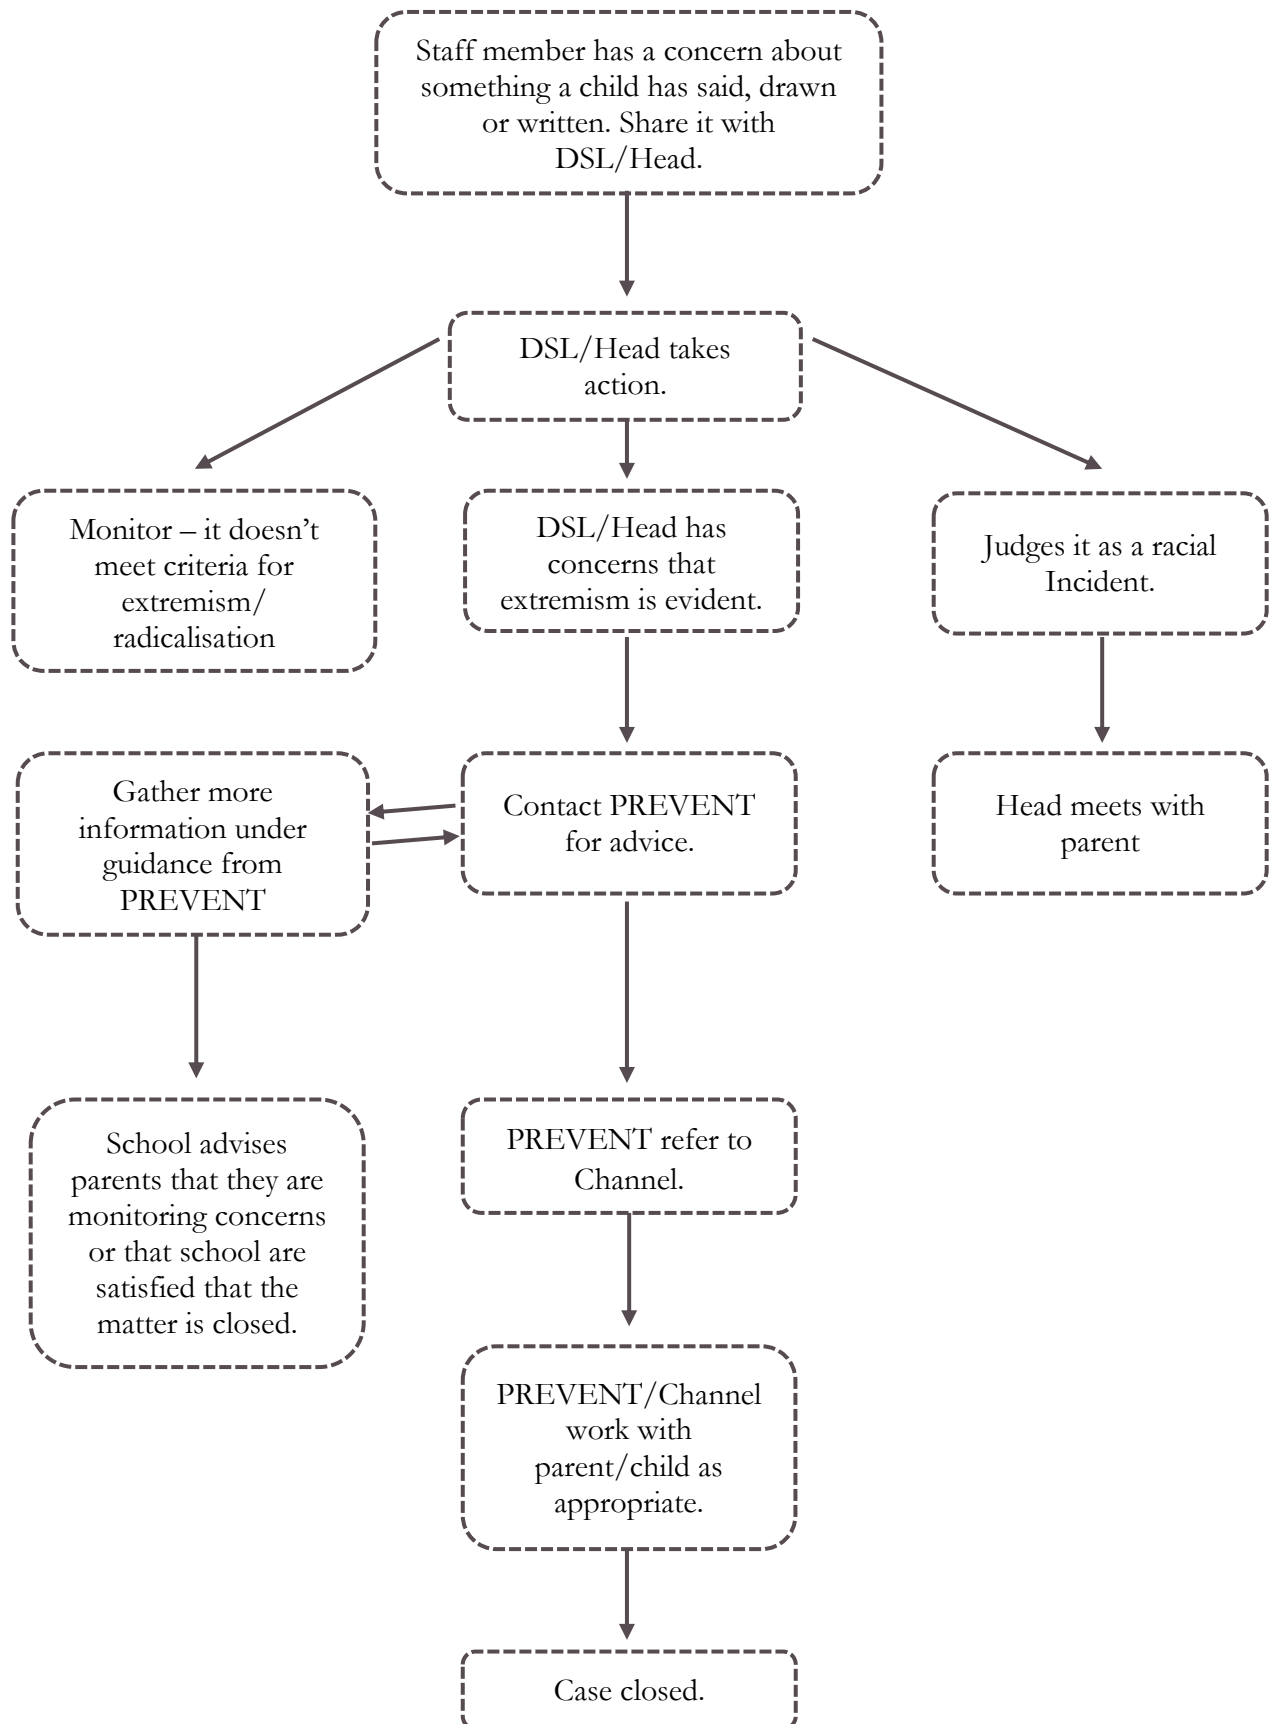 Staff member has a concern about
something a child has said, drawn
or written. Share it with
DSL/Head.
DSL/Head takes
action.
Monitor – it doesn’t
meet criteria for
extremism/
radicalisation
DSL/Head has
concerns that
extremism is evident.
Judges it as a racial
Incident.
Gather more
information under
guidance from
PREVENT
Contact PREVENT
for advice.
Head meets with
parent
School advises
parents that they are
monitoring concerns
or that school are
satisfied that the
matter is closed.
PREVENT refer to
Channel.
PREVENT/Channel
work with
parent/child as
appropriate.
Case closed.